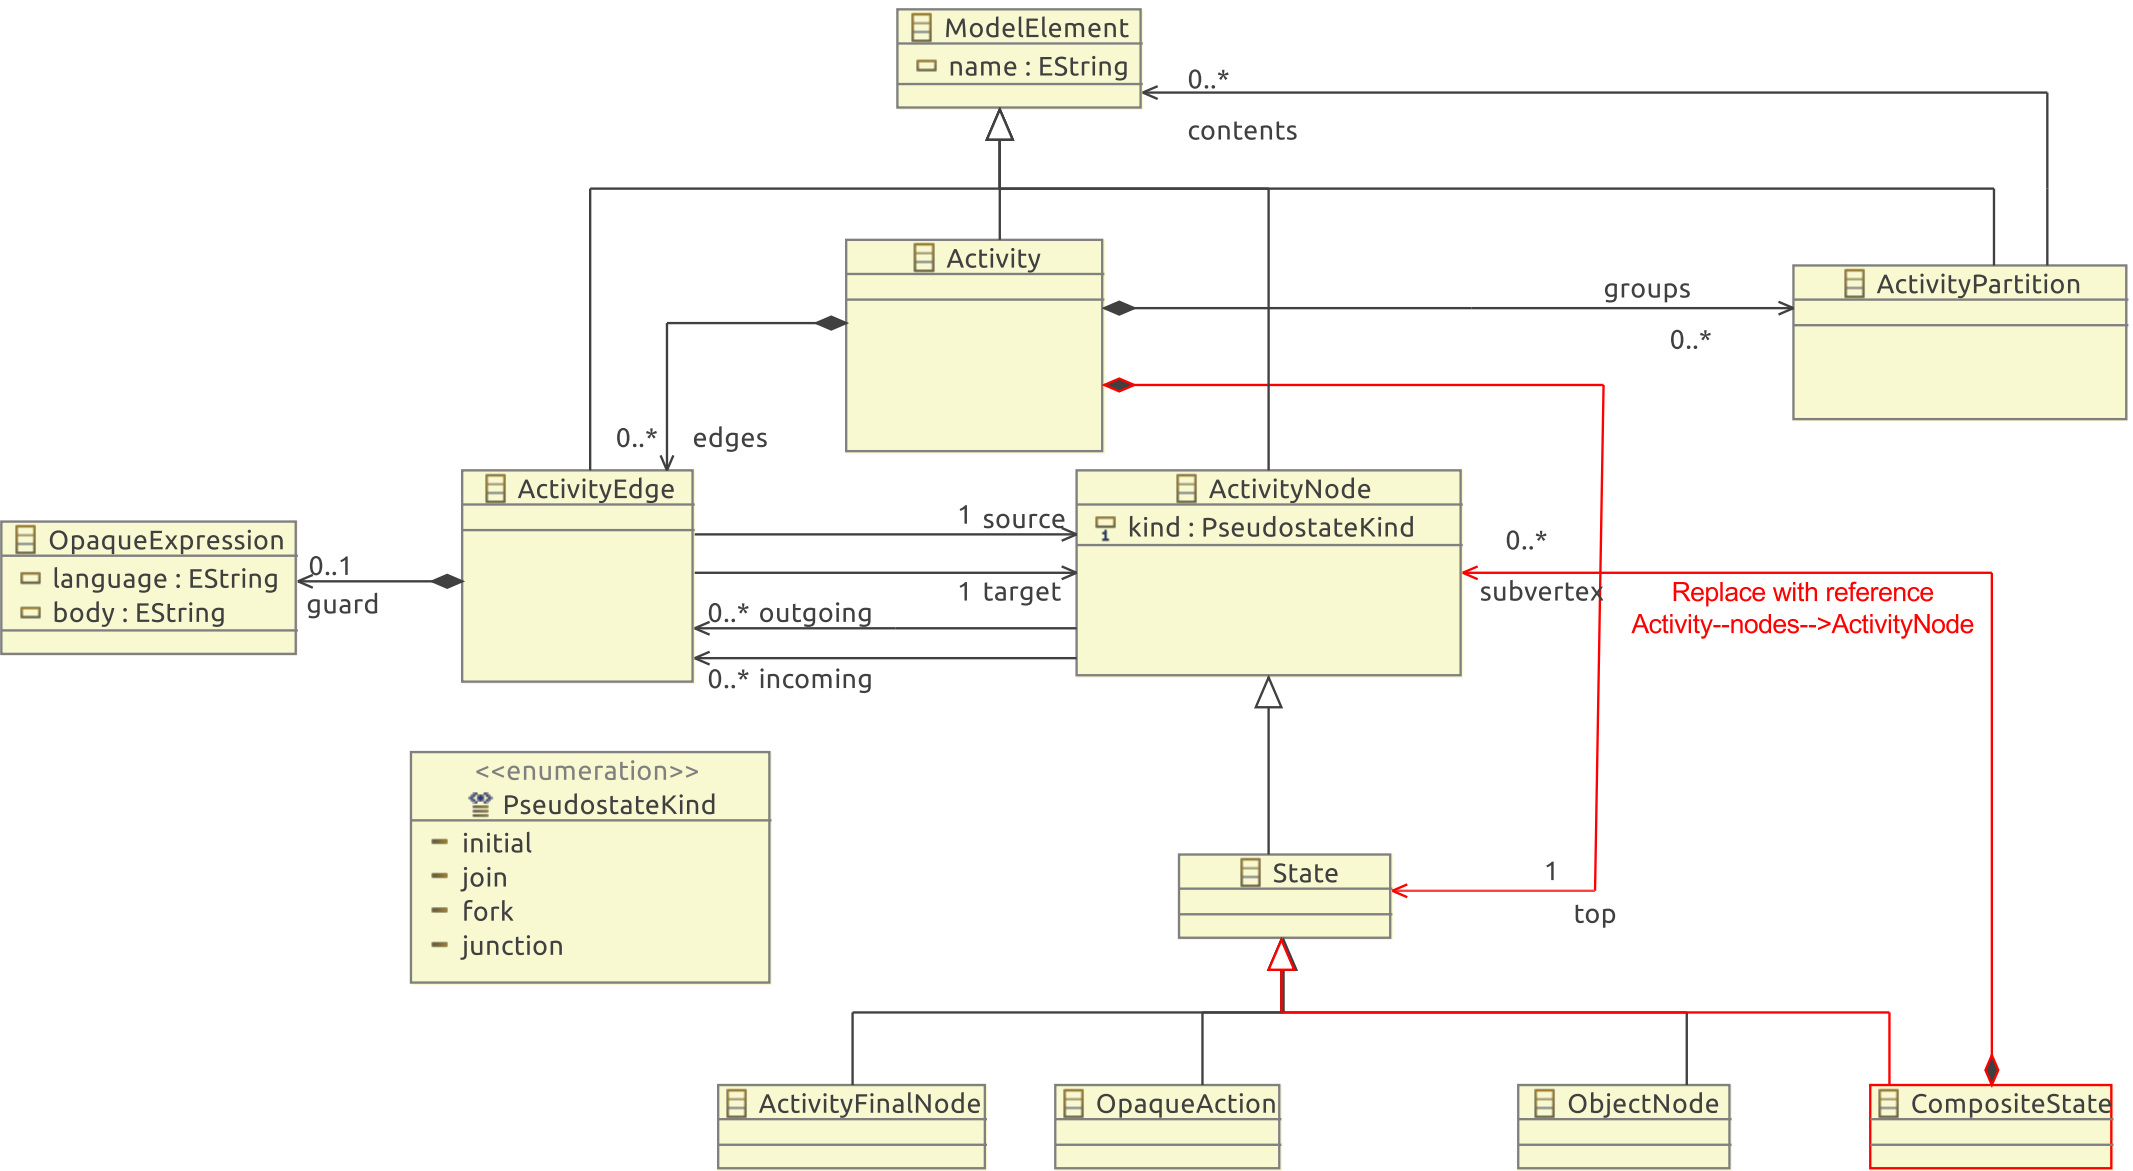 ModelElement
name : EString
0..*
contents
Activity
groups
0..*
ActivityPartition
0..*
edges
ActivityEdge
ActivityNode
kind : PseudostateKind
1 source
1 target
0..* outgoing
0..* incoming
0..*
subvertex
Replace with reference
Activity--nodes-->ActivityNode
OpaqueExpression
language : EString
body : EString
0..1
guard
<<enumeration>>
PseudostateKind
initial
join
fork
junction
State
1
top
ActivityFinalNode
OpaqueAction
ObjectNode
CompositeState